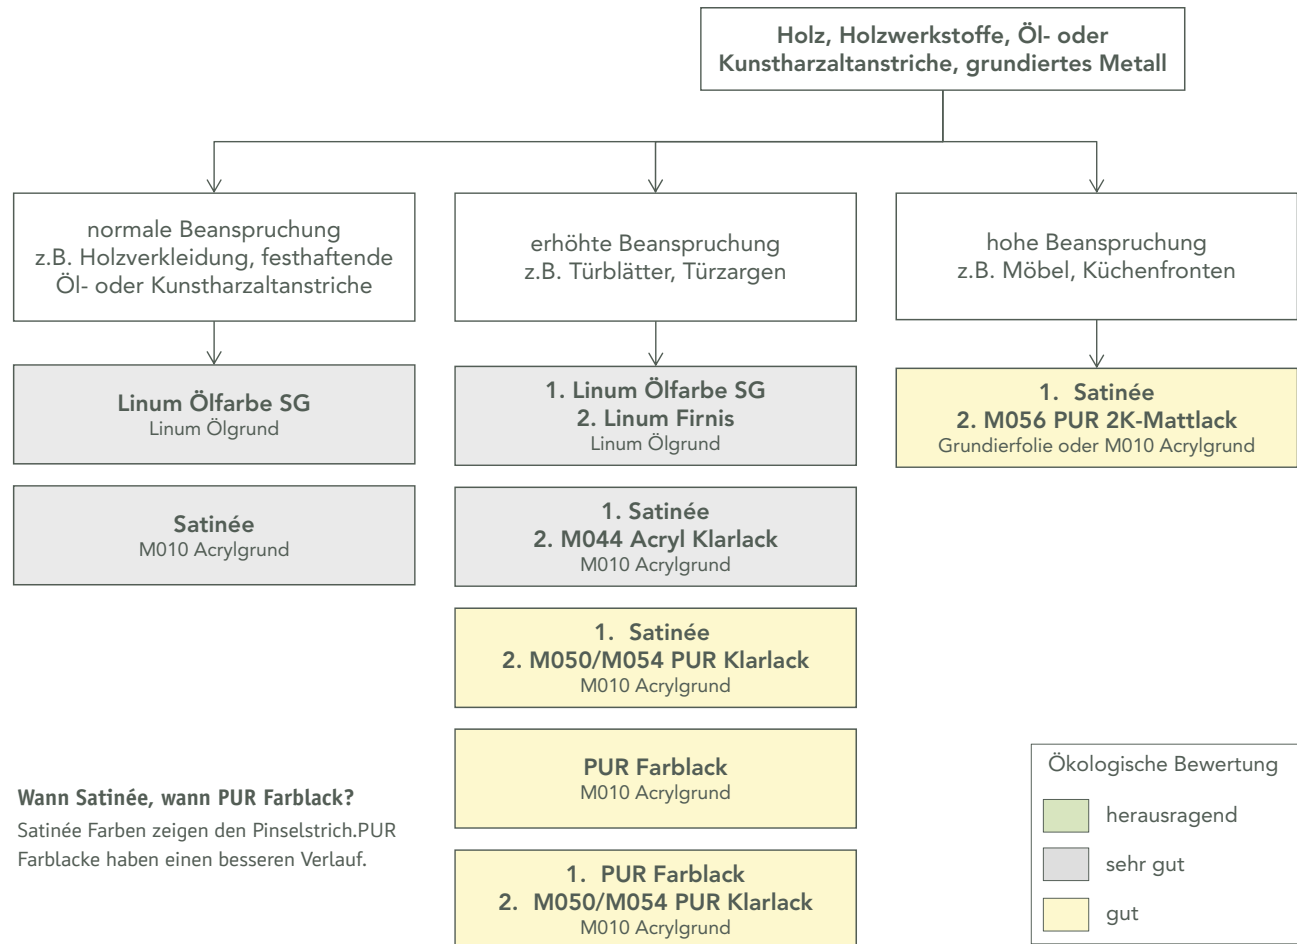 Holz, Holzwerkstoffe, Öl- oder
Kunstharzaltanstriche, grundiertes Metall
normale Beanspruchung
z.B. Holzverkleidung, festhaftende
Öl- oder Kunstharzaltanstriche
erhöhte Beanspruchung
z.B. Türblätter, Türzargen
hohe Beanspruchung
z.B. Möbel, Küchenfronten
Linum Ölfarbe SG
Linum Ölgrund
Satinée
M010 Acrylgrund
1. Linum Ölfarbe SG
2. Linum Firnis
Linum Ölgrund
1. Satinée
2. M044 Acryl Klarlack
M010 Acrylgrund
1. Satinée
2. M050/M054 PUR Klarlack
M010 Acrylgrund
PUR Farblack
M010 Acrylgrund
1. PUR Farblack
2. M050/M054 PUR Klarlack
M010 Acrylgrund
1. Satinée
2. M056 PUR 2K-Mattlack
Grundierfolie oder M010 Acrylgrund
Wann Satinée, wann PUR Farblack?
Satinée Farben zeigen den Pinselstrich.PUR
Farblacke haben einen besseren Verlauf.
Ökologische Bewertung
herausragend
sehr gut
gut